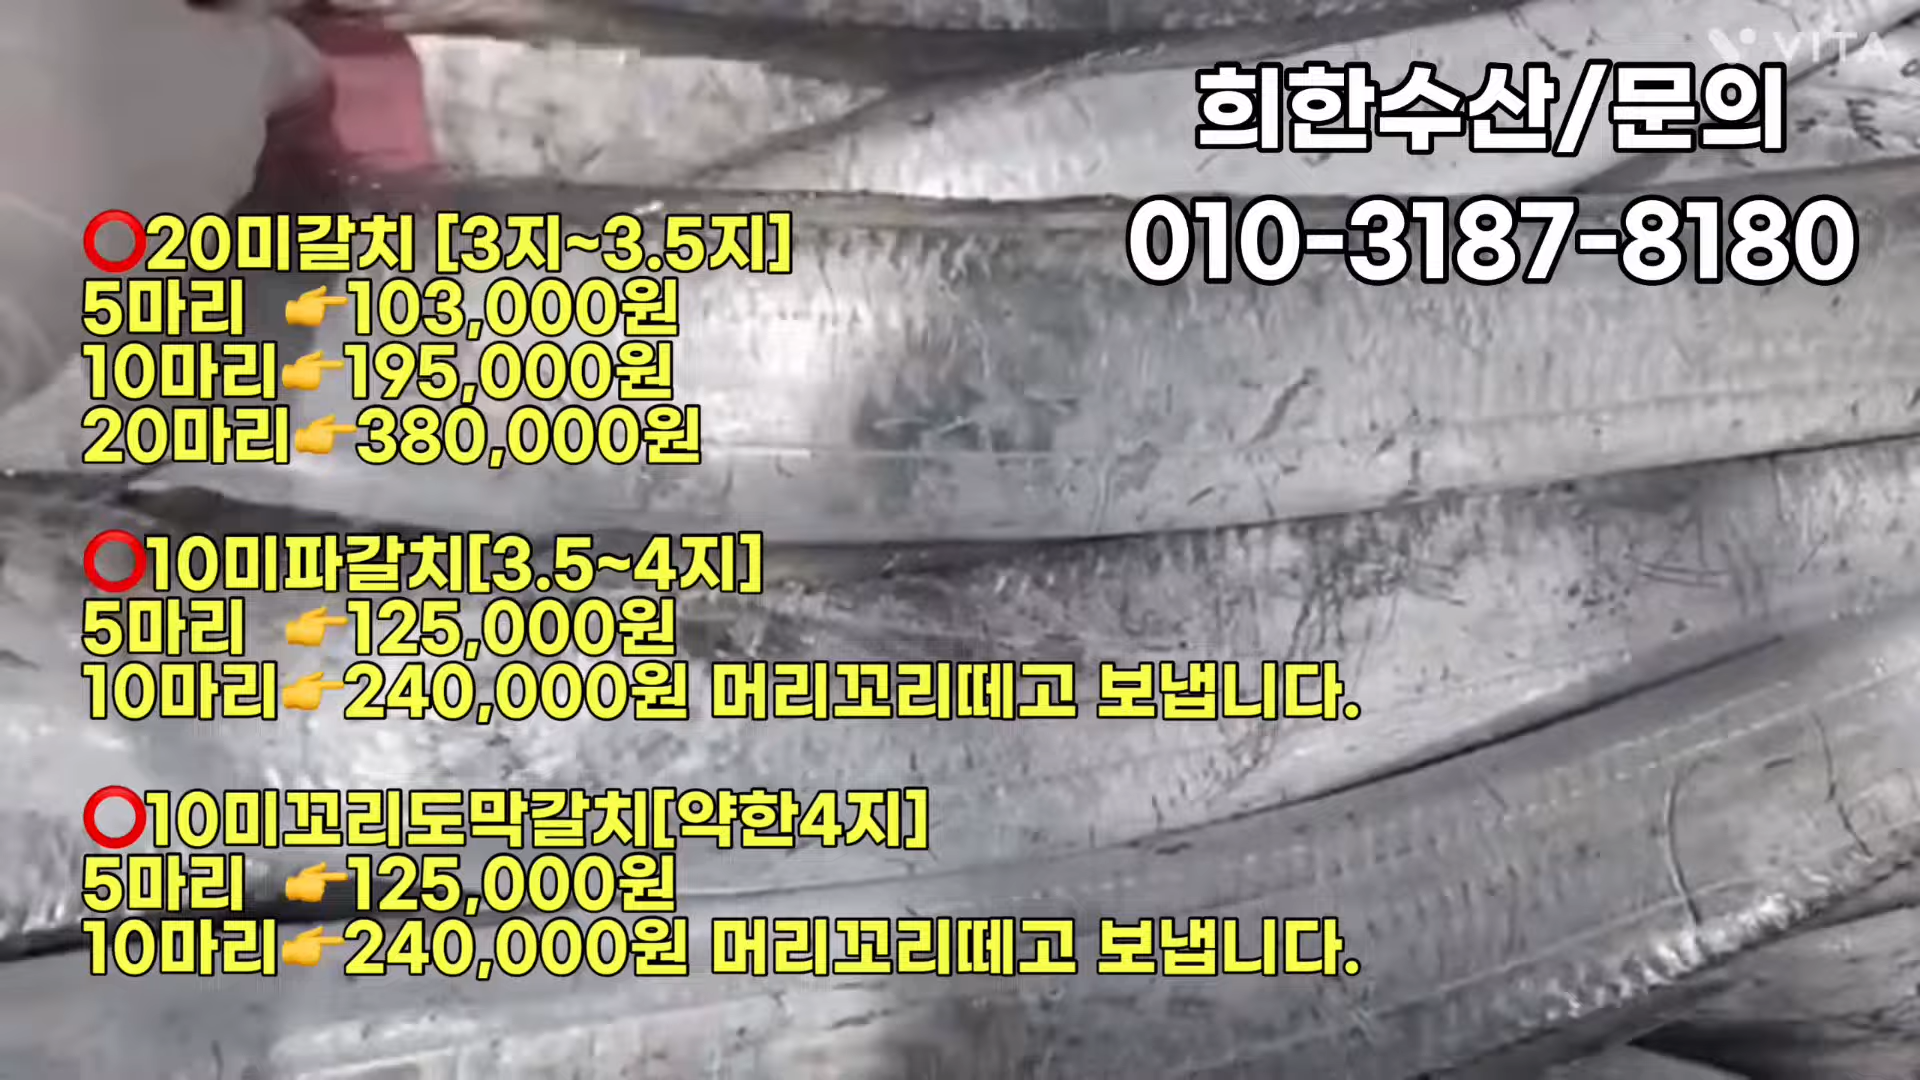 VITA
희한수산/문의
010-3187-8180
⭕20미갈치 [3지~3.5지]
5마리 👉103,000원
10마리👉195,000원
20마리👉380,000원
⭕10미파갈치[3.5~4지]
5마리 👉125,000원
10마리👉240,000원 머리꼬리떼고 보냅니다.
⭕10미꼬리도막갈치[약한4지]
5마리 👉125,000원
10마리👉240,000원 머리꼬리떼고 보냅니다.